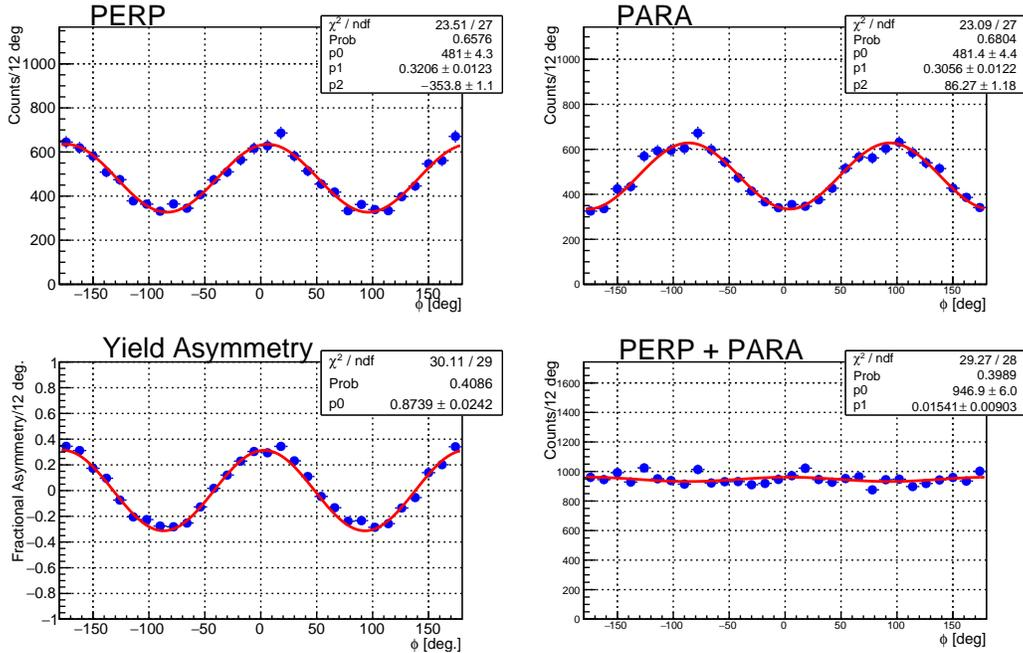 PERP
χ² / ndf 23.51 / 27
Prob 0.6576
p0 481 ± 4.3
p1 0.3206 ± 0.0123
p2 −353.8 ± 1.1
Counts/12 deg
1000
800
600
400
200
0
−150 −100 −50 0 50 100 150
ϕ [deg]
PARA
χ² / ndf 23.09 / 27
Prob 0.6804
p0 481.4 ± 4.4
p1 0.3056 ± 0.0122
p2 86.27 ± 1.18
Counts/12 deg
1000
800
600
400
200
0
−150 −100 −50 0 50 100 150
ϕ [deg]
Yield Asymmetry
χ² / ndf 30.11 / 29
Prob 0.4086
p0 0.8739 ± 0.0242
Fractional Asymmetry/12 deg.
1
0.8
0.6
0.4
0.2
0
−0.2
−0.4
−0.6
−0.8
−1
−150 −100 −50 0 50 100 150
ϕ [deg.]
PERP + PARA
χ² / ndf 29.27 / 28
Prob 0.3989
p0 946.9 ± 6.0
p1 0.01541 ± 0.00903
Counts/12 deg
1600
1400
1200
1000
800
600
400
200
0
−150 −100 −50 0 50 100 150
ϕ [deg]